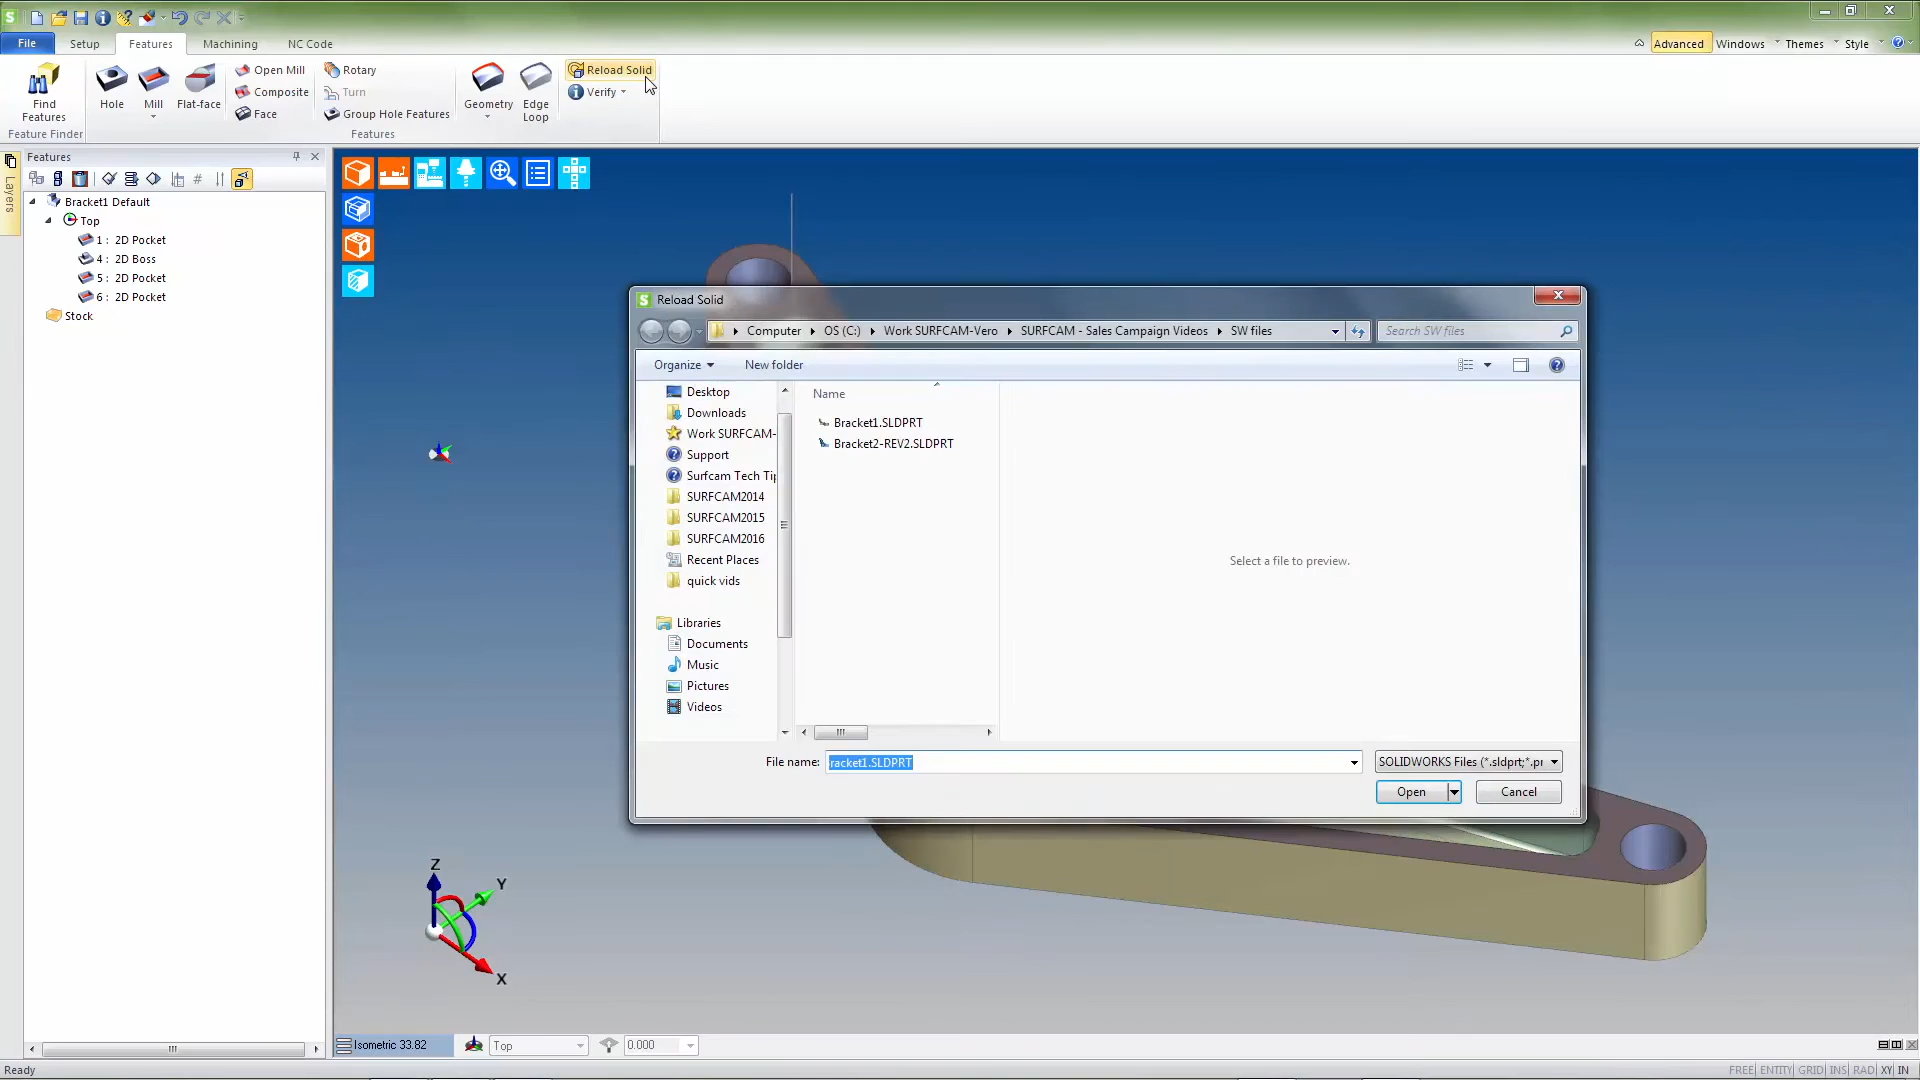 File Setup Features Machining NC Code Advanced Windows Themes Style
Find Features
Hole
Mill
Flat-face
Open Mill
Composite
Face
Rotary
Turn
Group Hole Features
Geometry
Edge Loop
Reload Solid
Verify
Feature Finder
Features
Layers
Features
Bracket1 Default
Top
1 : 2D Pocket
4 : 2D Boss
5 : 2D Pocket
6 : 2D Pocket
Stock
Reload Solid
Computer OS (C:) Work SURFCAM-Vero SURFCAM - Sales Campaign Videos SW files
Search SW files
Organize New folder
Desktop
Downloads
Work SURFCAM-
Support
Surfcam Tech Tip
SURFCAM2014
SURFCAM2015
SURFCAM2016
Recent Places
quick vids
Libraries
Documents
Music
Pictures
Videos
Name
Bracket1.SLDPRT
Bracket2-REV2.SLDPRT
Select a file to preview.
File name: racket1.SLDPRT
SOLIDWORKS Files (*.sldprt;*.pr
Open Cancel
Z
Y
X
Isometric 33.82 Top 0.000
Ready
FREE ENTITY GRID INS RAD XY IN